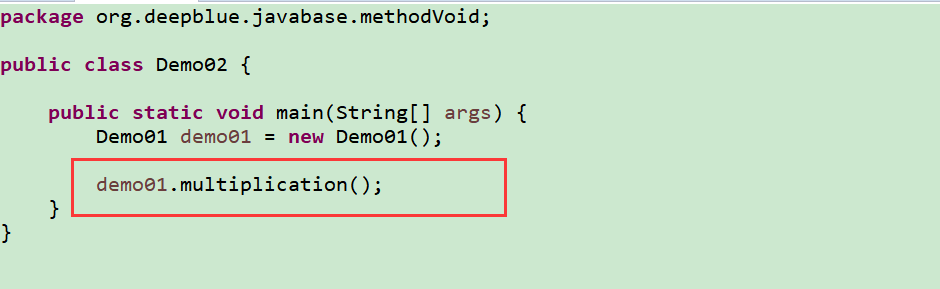 package org.deepblue.javabase.methodVoid;
public class Demo02 {
public static void main(String[] args) {
Demo01 demo01 = new Demo01();
demo01.multiplication();
}
}